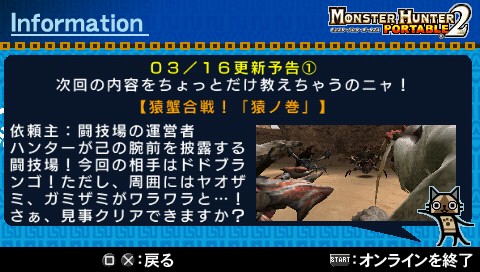 Information
MONSTER HUNTER
PORTABLE 2
03/16更新予告①
次回の内容をちょっとだけ教えちゃうのニャ！
【猿蟹合戦！「猿ノ巻」】
依頼主：闘技場の運営者
ハンターが己の腕前を披露する
闘技場！今回の相手はドドブラ
ンゴ！ただし、周囲にはヤオザ
ミ、ガミザミがワラワラと…！
さぁ、見事クリアできますか？
□×:戻る
START:オンラインを終了